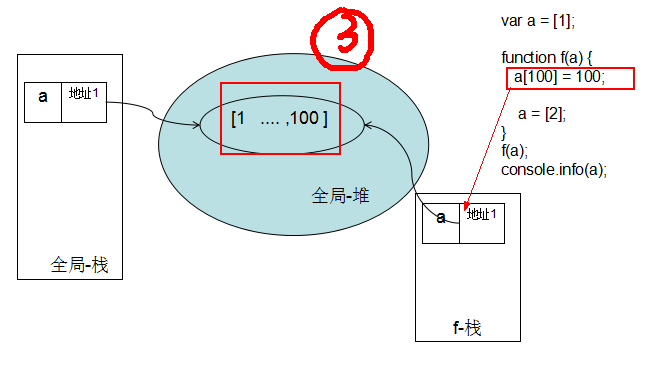 ③
var a = [1];
function f(a) {
a[100] = 100;
a = [2];
}
f(a);
console.info(a);
a 地址1
[1 .... ,100 ]
全局-堆
全局-栈
a 地址1
f-栈